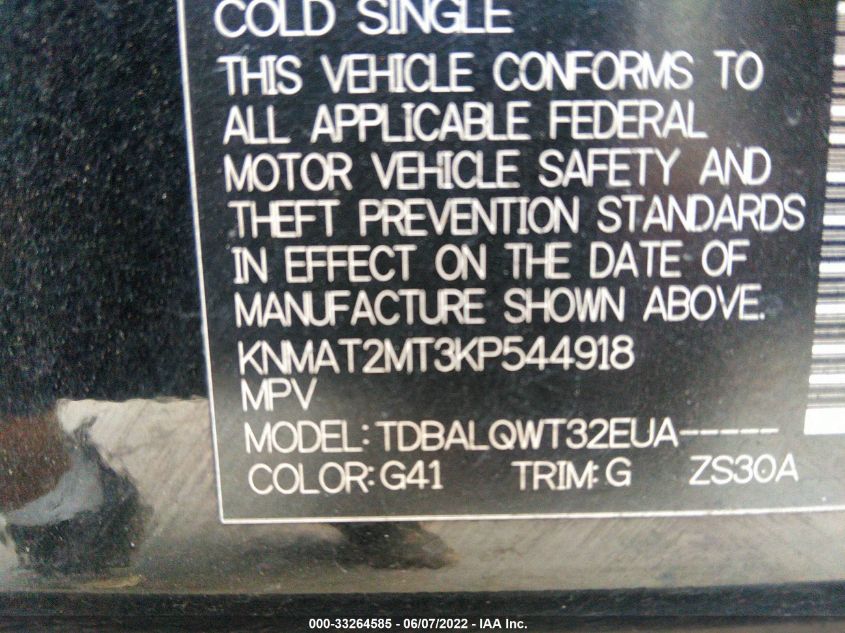 COLD SINGLE
THIS VEHICLE CONFORMS TO
ALL APPLICABLE FEDERAL
MOTOR VEHICLE SAFETY AND
THEFT PREVENTION STANDARDS
IN EFFECT ON THE DATE OF
MANUFACTURE SHOWN ABOVE.
KNMAT2MT3KP544918
MPV
MODEL: TDBALQWT32EUA-----
COLOR: G41 TRIM: G ZS30A
000-33264585 - 06/07/2022 - IAA Inc.